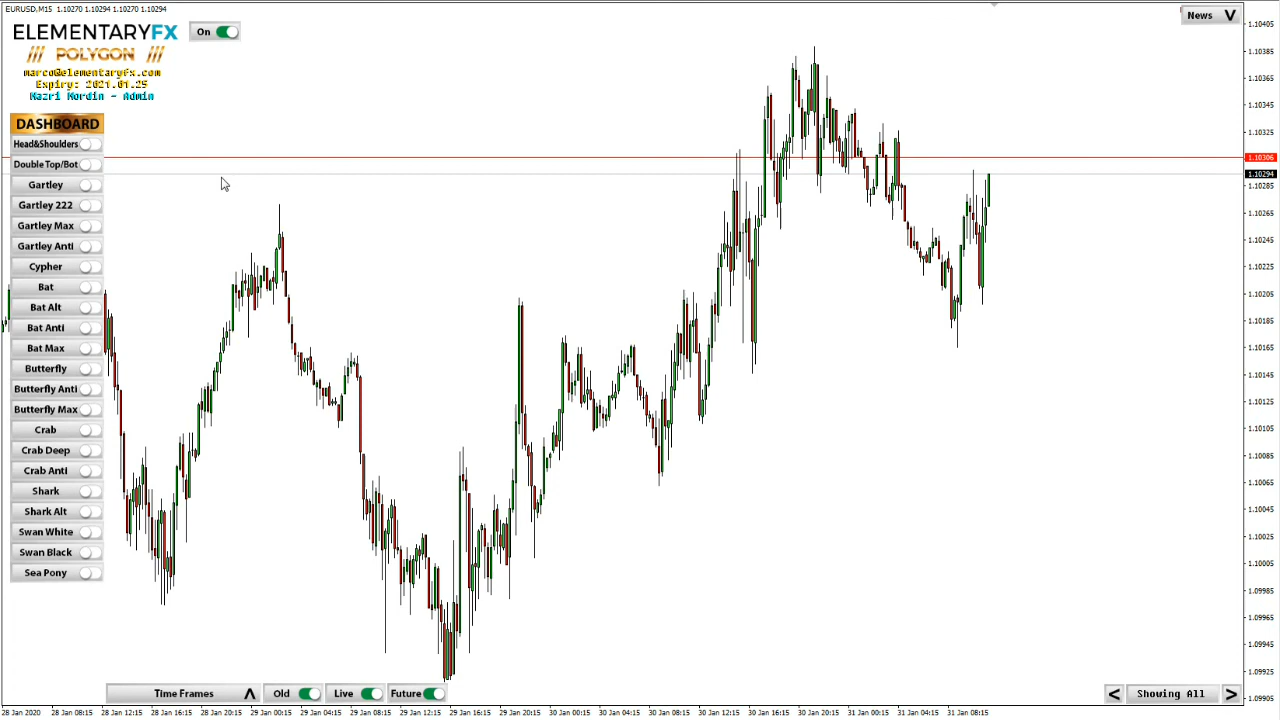 EURUSD,M15 1.10270 1.10294 1.10270 1.10294
ELEMENTARYFX
On
News V
/// POLYGON ///
marco@elementaryfx.com
Expiry: 2021.01.25
Nazri Mordin - Admin
DASHBOARD
Head&Shoulders
Double Top/Bot
Gartley
Gartley 222
Gartley Max
Gartley Anti
Cypher
Bat
Bat Alt
Bat Anti
Bat Max
Butterfly
Butterfly Anti
Butterfly Max
Crab
Crab Deep
Crab Anti
Shark
Shark Alt
Swan White
Swan Black
Sea Pony
1.10405
1.10385
1.10365
1.10345
1.10325
1.10306
1.10294
1.10285
1.10265
1.10245
1.10225
1.10205
1.10185
1.10165
1.10145
1.10125
1.10105
1.10085
1.10065
1.10045
1.10025
1.10005
1.09985
1.09965
1.09945
1.09925
1.09905
Time Frames Λ Old Live Future
< Showing All >
28 Jan 2020 28 Jan 08:15 28 Jan 12:15 28 Jan 16:15 28 Jan 20:15 29 Jan 00:15 29 Jan 04:15 29 Jan 08:15 29 Jan 12:15 29 Jan 16:15 29 Jan 20:15 30 Jan 00:15 30 Jan 04:15 30 Jan 08:15 30 Jan 12:15 30 Jan 16:15 30 Jan 20:15 31 Jan 00:15 31 Jan 04:15 31 Jan 08:15